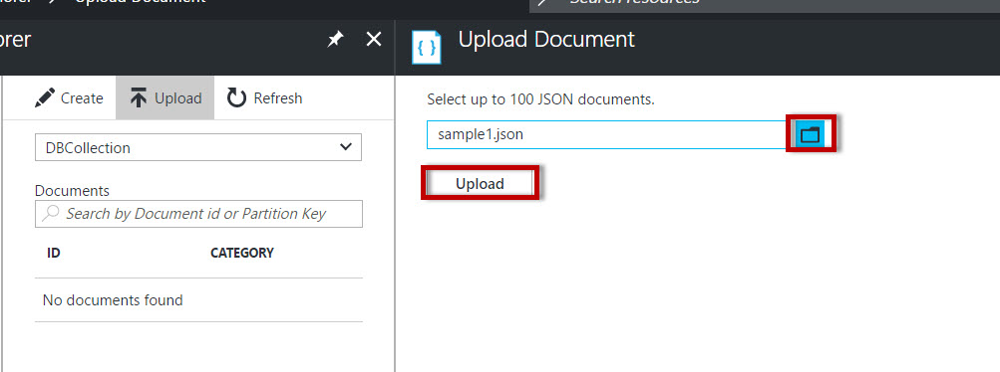 orer > Upload Document
Search resources
orer
Upload Document
Create Upload Refresh
DBCollection
Documents
Search by Document id or Partition Key
ID CATEGORY
No documents found
Select up to 100 JSON documents.
sample1.json
Upload